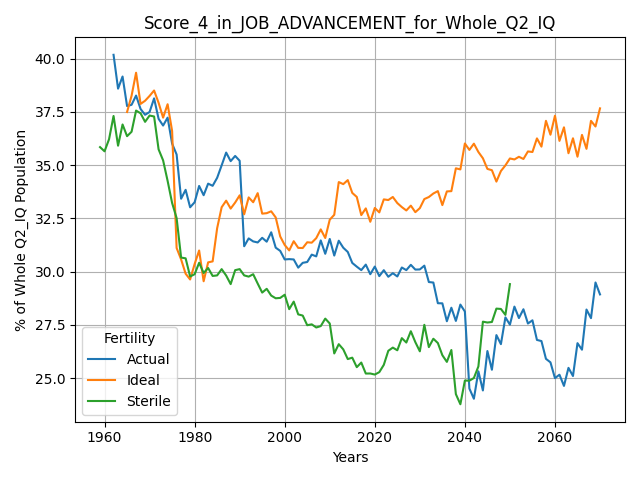 Score_4_in_JOB_ADVANCEMENT_for_Whole_Q2_IQ
% of Whole Q2_IQ Population
40.0
37.5
35.0
32.5
30.0
27.5
25.0
Fertility
Actual
Ideal
Sterile
1960 1980 2000 2020 2040 2060
Years